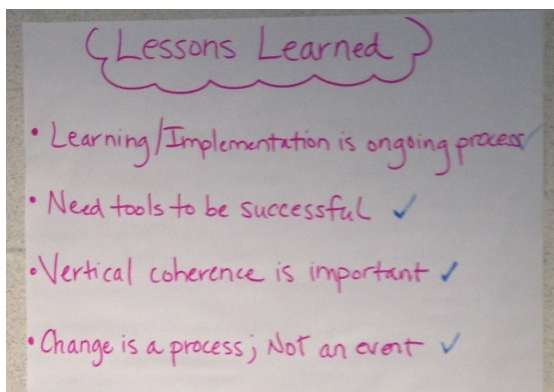 Lessons Learned
• Learning/Implementation is ongoing process ✓
• Need tools to be successful ✓
• Vertical coherence is important ✓
• Change is a process; Not an event ✓